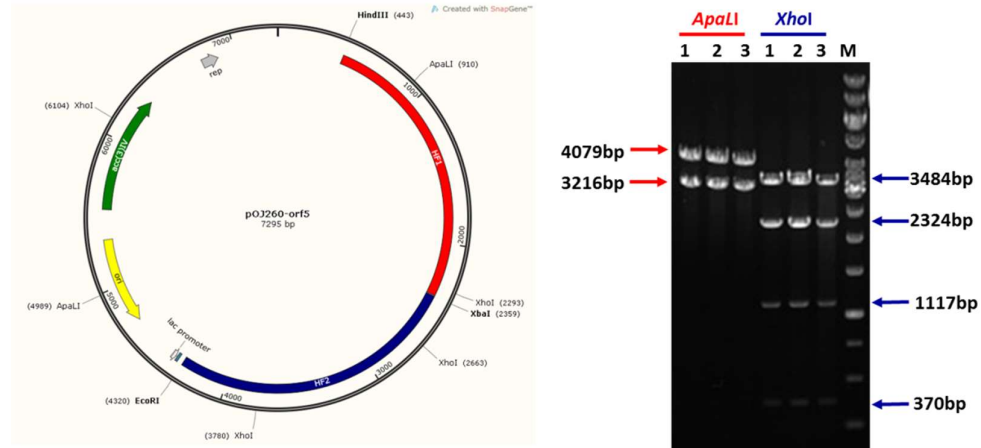 Created with SnapGene™
HindIII (443)
ApaLI (910)
XhoI (2293)
XbaI (2359)
XhoI (2663)
XhoI (3780)
(4320) EcoRI
(4989) ApaLI
(6104) XhoI
1000
2000
3000
4000
5000
6000
7000
HF1
HF2
lac promoter
ori
acc(3)IV
rep
pOJ260-orf5
7295 bp
ApaLI XhoI
1 2 3 1 2 3 M
4079bp
3216bp
3484bp
2324bp
1117bp
370bp